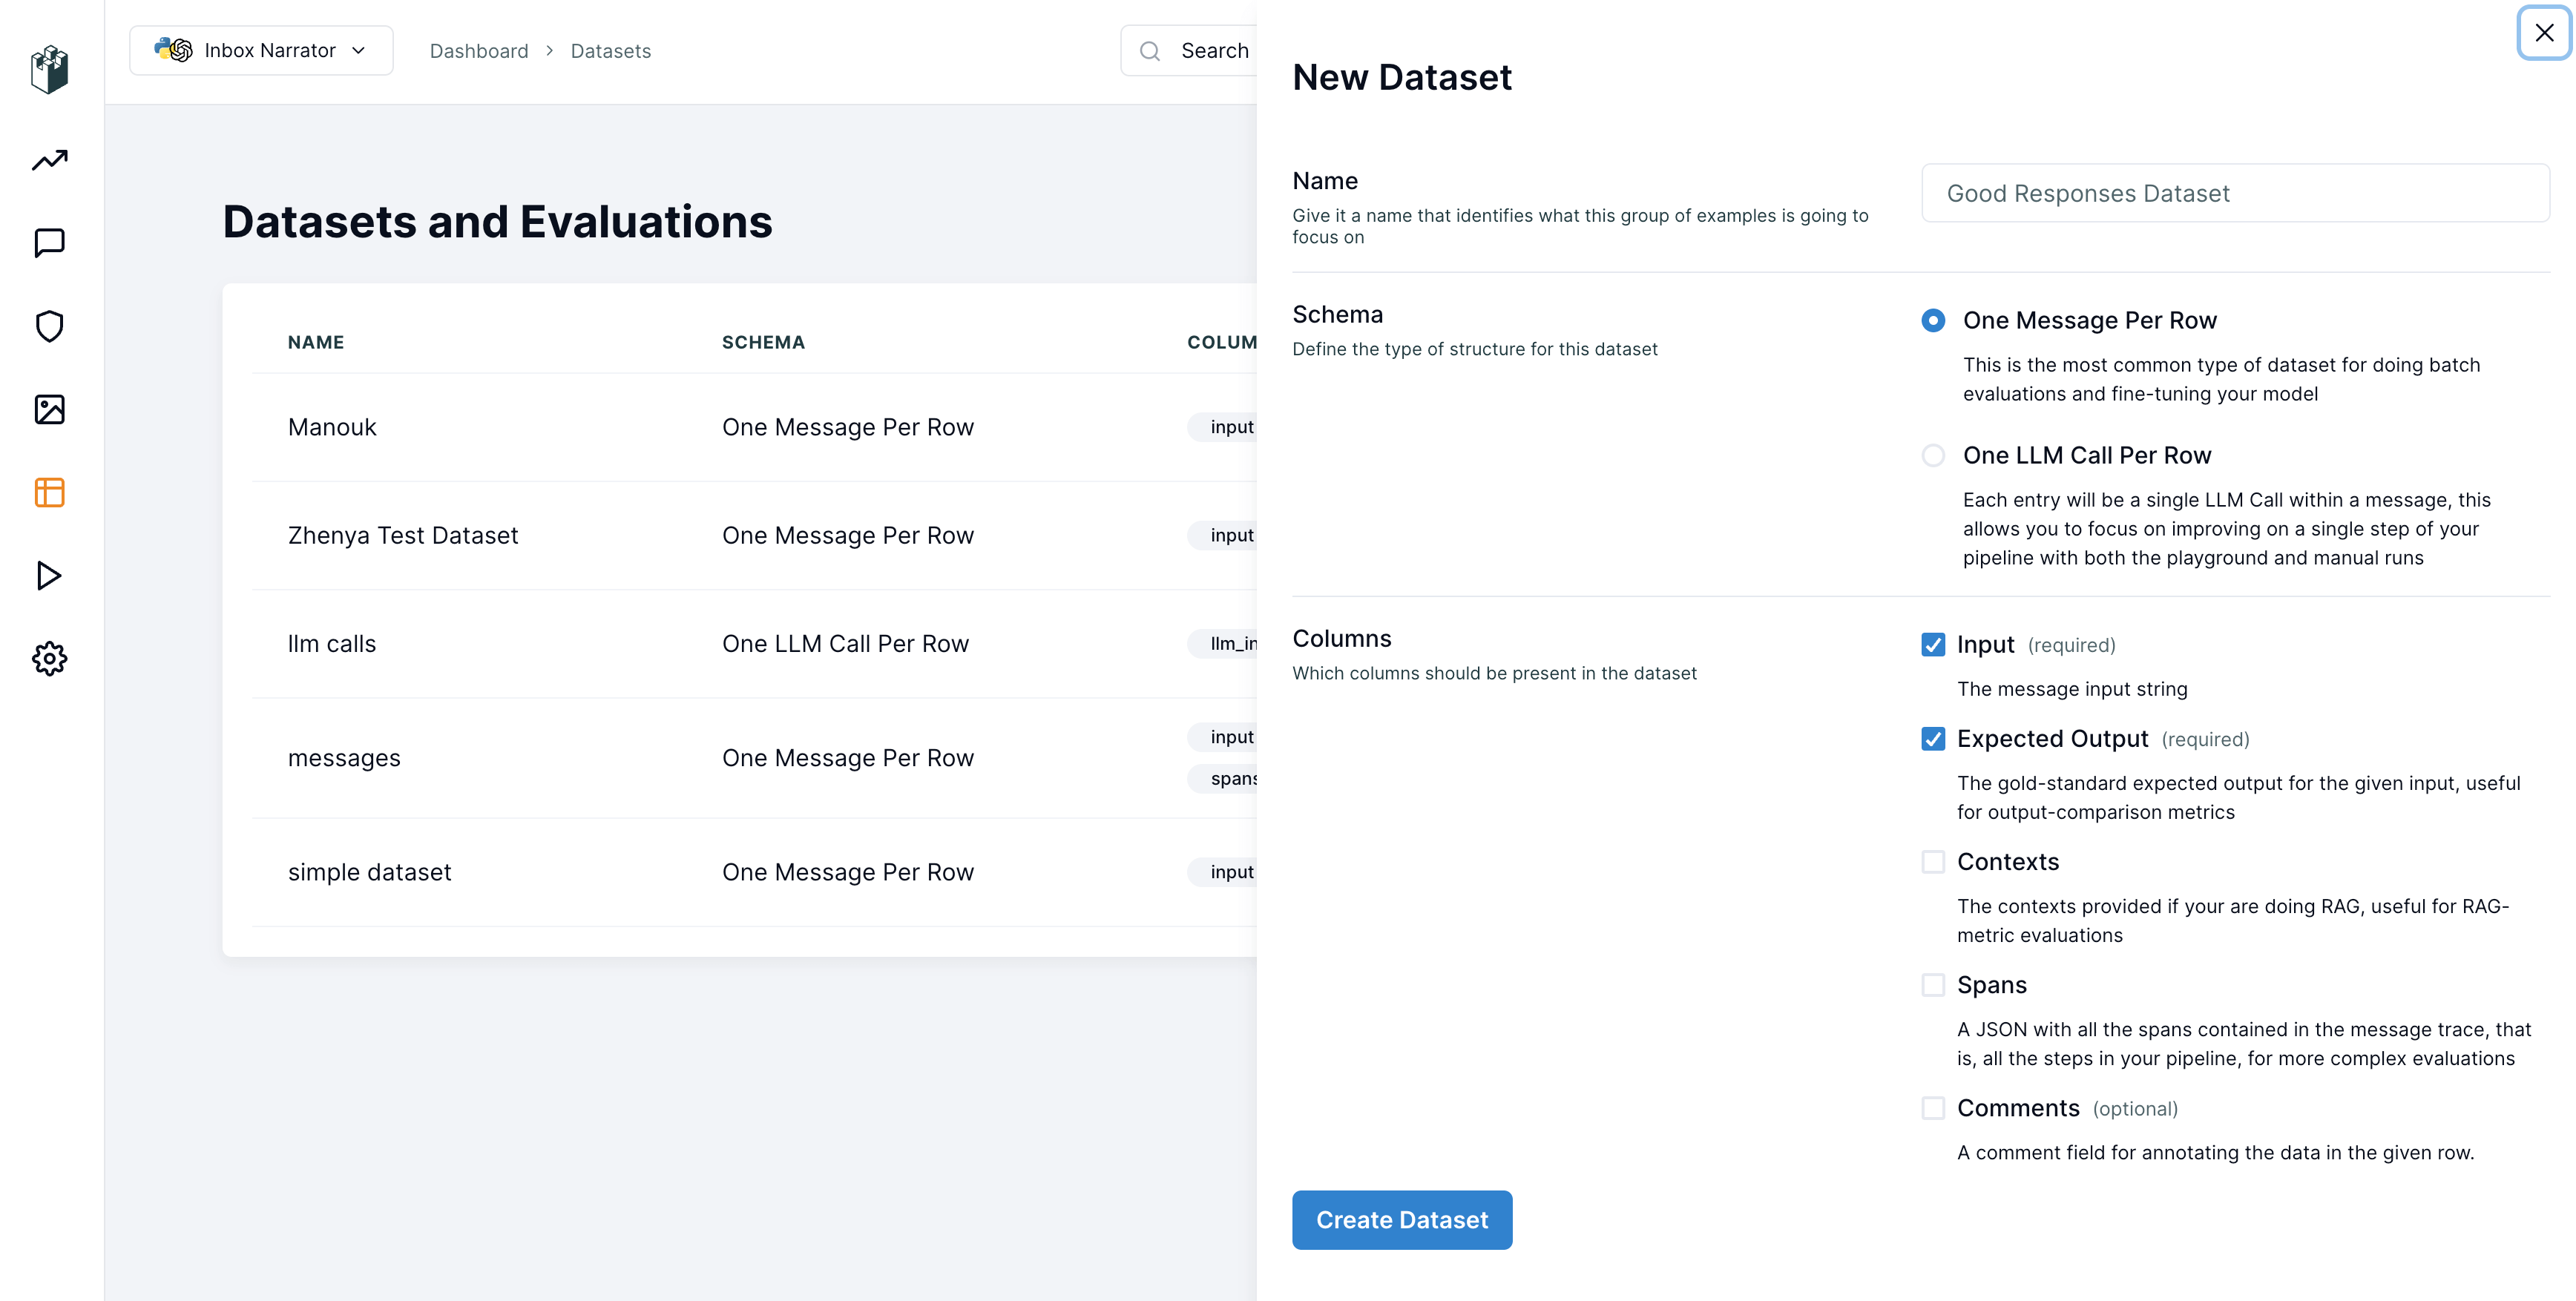 Inbox Narrator
Dashboard > Datasets
Search
Datasets and Evaluations
NAME SCHEMA COLUM
Manouk One Message Per Row input
Zhenya Test Dataset One Message Per Row input
llm calls One LLM Call Per Row llm_in
messages One Message Per Row input
spans
simple dataset One Message Per Row input
New Dataset
Name
Give it a name that identifies what this group of examples is going to
focus on
Good Responses Dataset
Schema
Define the type of structure for this dataset
One Message Per Row
This is the most common type of dataset for doing batch
evaluations and fine-tuning your model
One LLM Call Per Row
Each entry will be a single LLM Call within a message, this
allows you to focus on improving on a single step of your
pipeline with both the playground and manual runs
Columns
Which columns should be present in the dataset
Input (required)
The message input string
Expected Output (required)
The gold-standard expected output for the given input, useful
for output-comparison metrics
Contexts
The contexts provided if your are doing RAG, useful for RAG-
metric evaluations
Spans
A JSON with all the spans contained in the message trace, that
is, all the steps in your pipeline, for more complex evaluations
Comments (optional)
A comment field for annotating the data in the given row.
Create Dataset